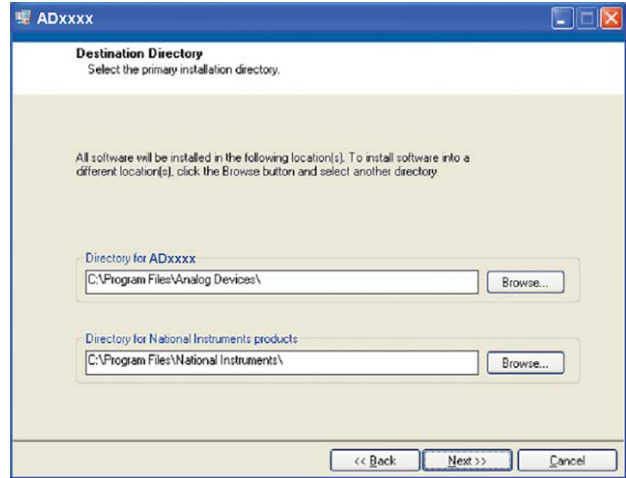 ADxxxx
Destination Directory
Select the primary installation directory.
All software will be installed in the following location(s). To install software into a
different location(s), click the Browse button and select another directory.
Directory for ADxxxx
C:\Program Files\Analog Devices\
Browse...
Directory for National Instruments products
C:\Program Files\National Instruments\
Browse...
<< Back
Next >>
Cancel